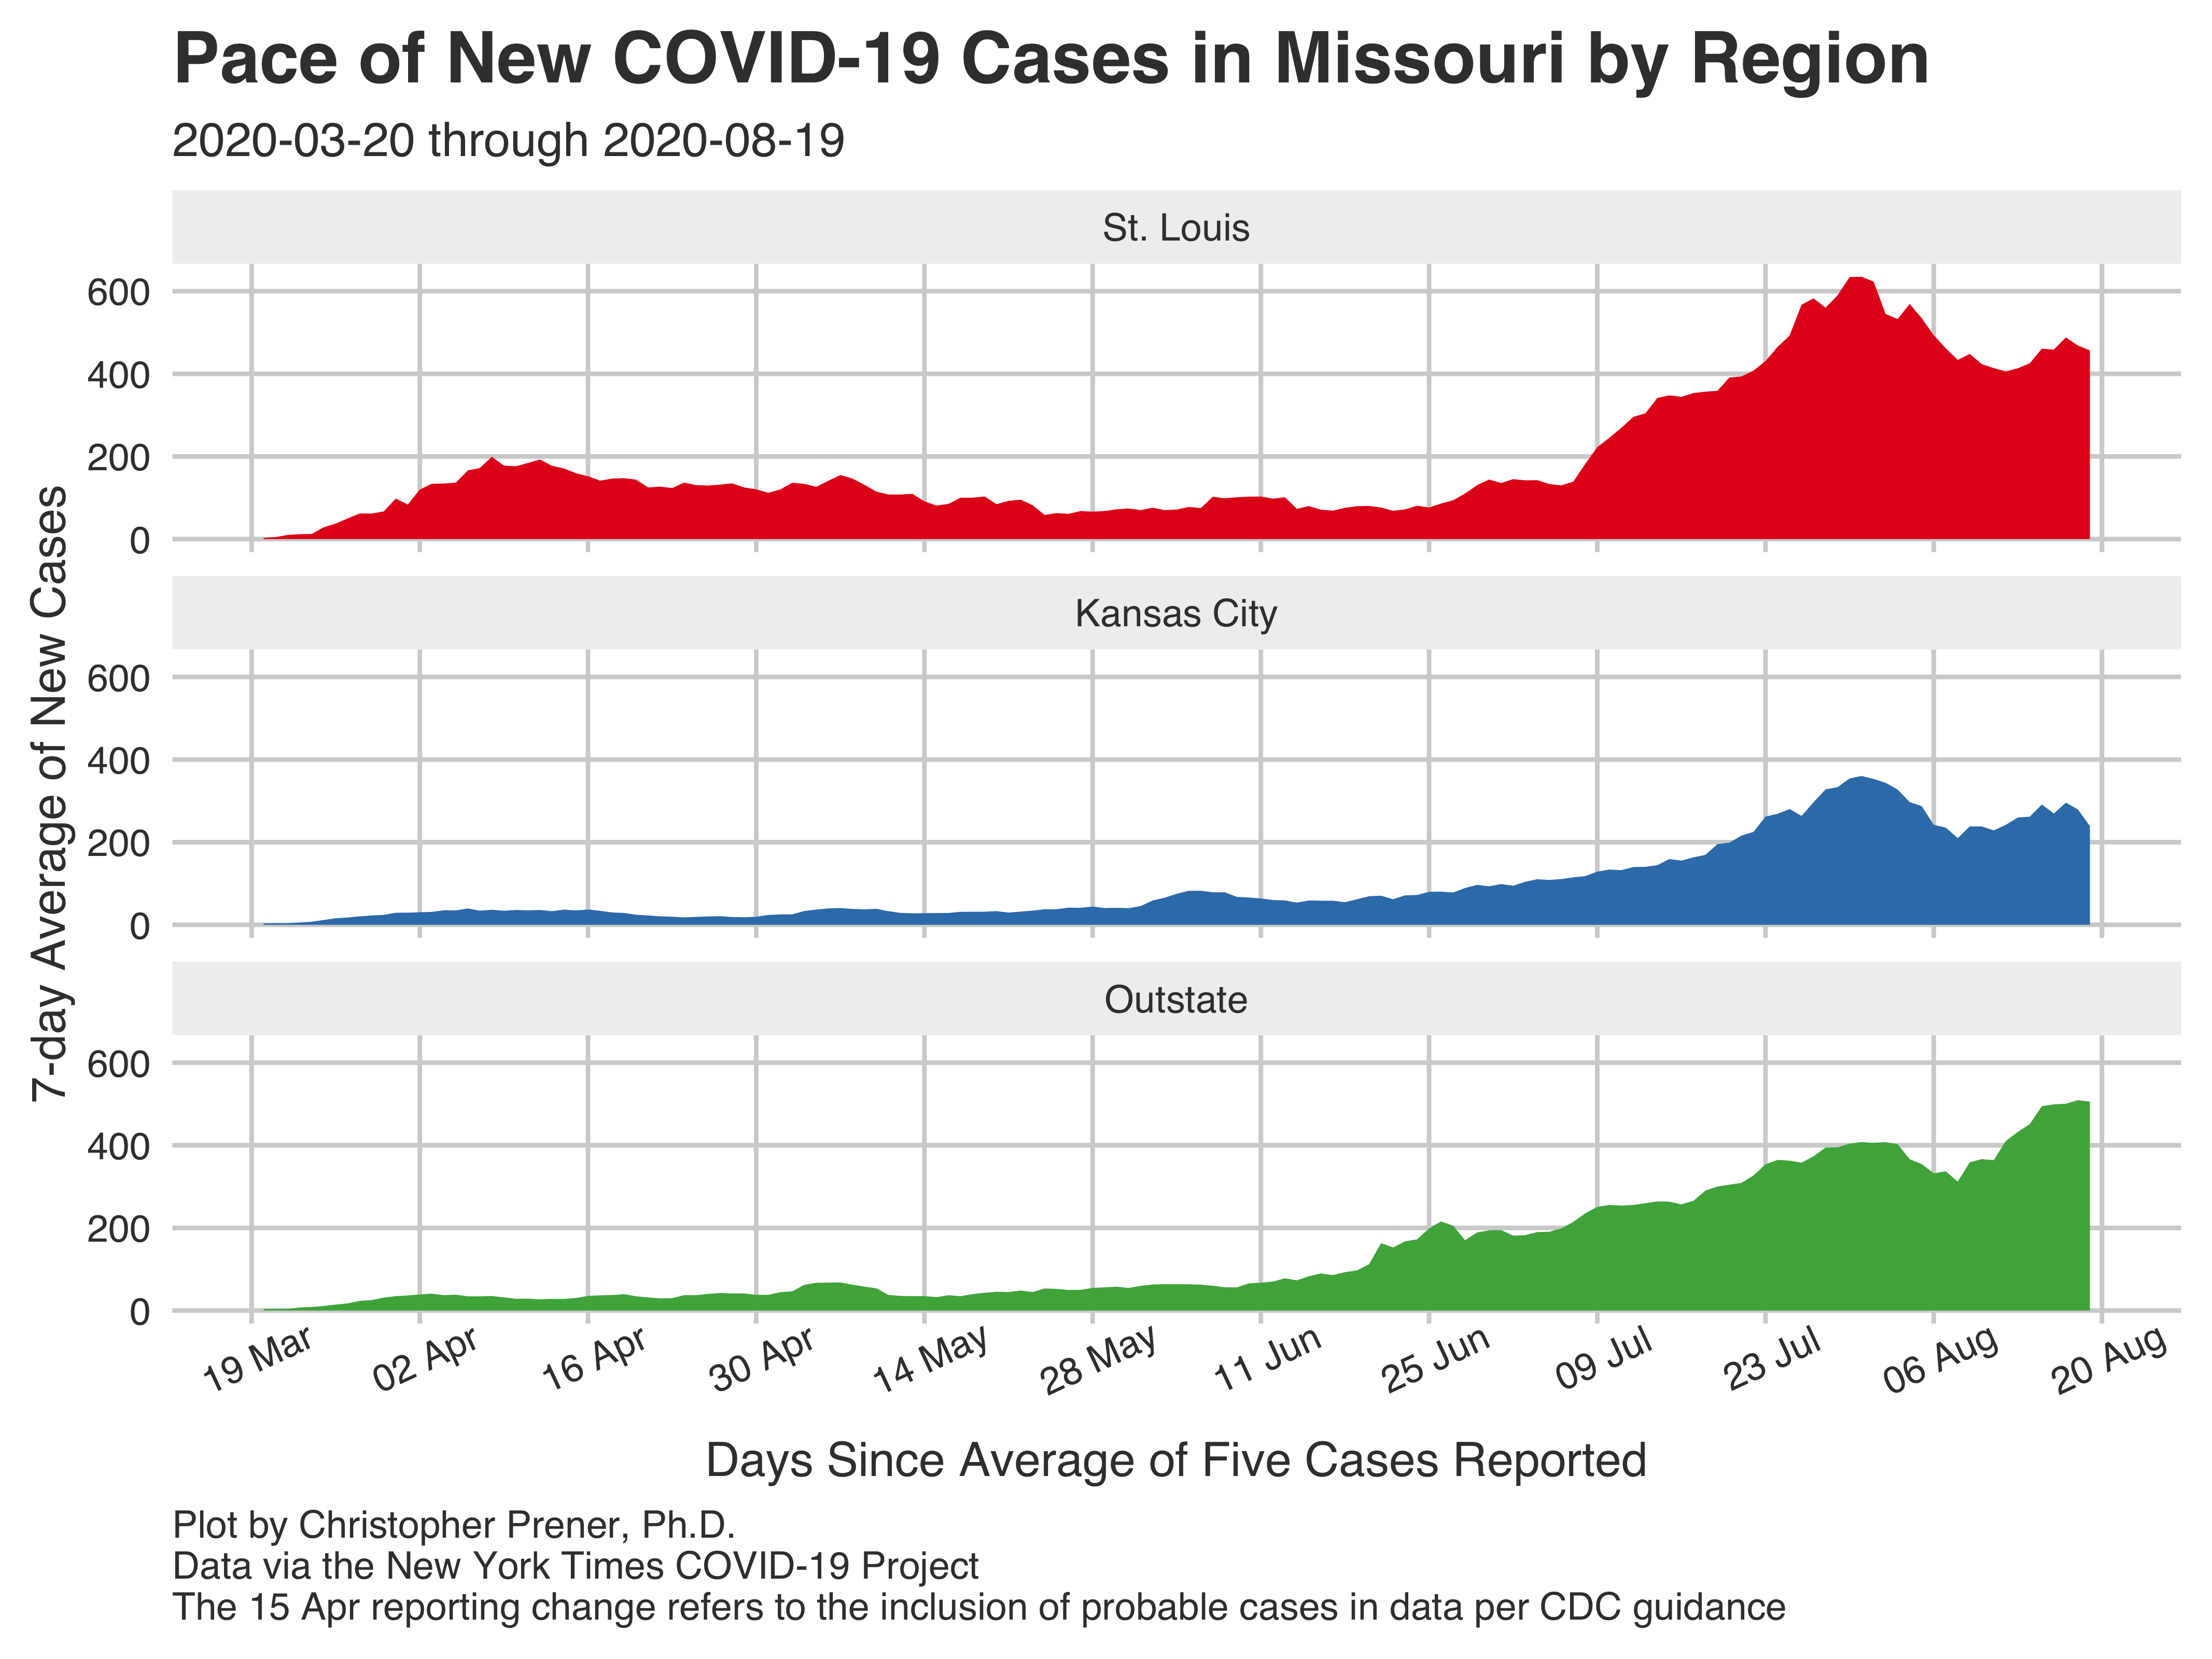 Pace of New COVID-19 Cases in Missouri by Region
2020-03-20 through 2020-08-19
7-day Average of New Cases
St. Louis
600
400
200
0
Kansas City
600
400
200
0
Outstate
600
400
200
0
19 Mar
02 Apr
16 Apr
30 Apr
14 May
28 May
11 Jun
25 Jun
09 Jul
23 Jul
06 Aug
20 Aug
Days Since Average of Five Cases Reported
Plot by Christopher Prener, Ph.D.
Data via the New York Times COVID-19 Project
The 15 Apr reporting change refers to the inclusion of probable cases in data per CDC guidance